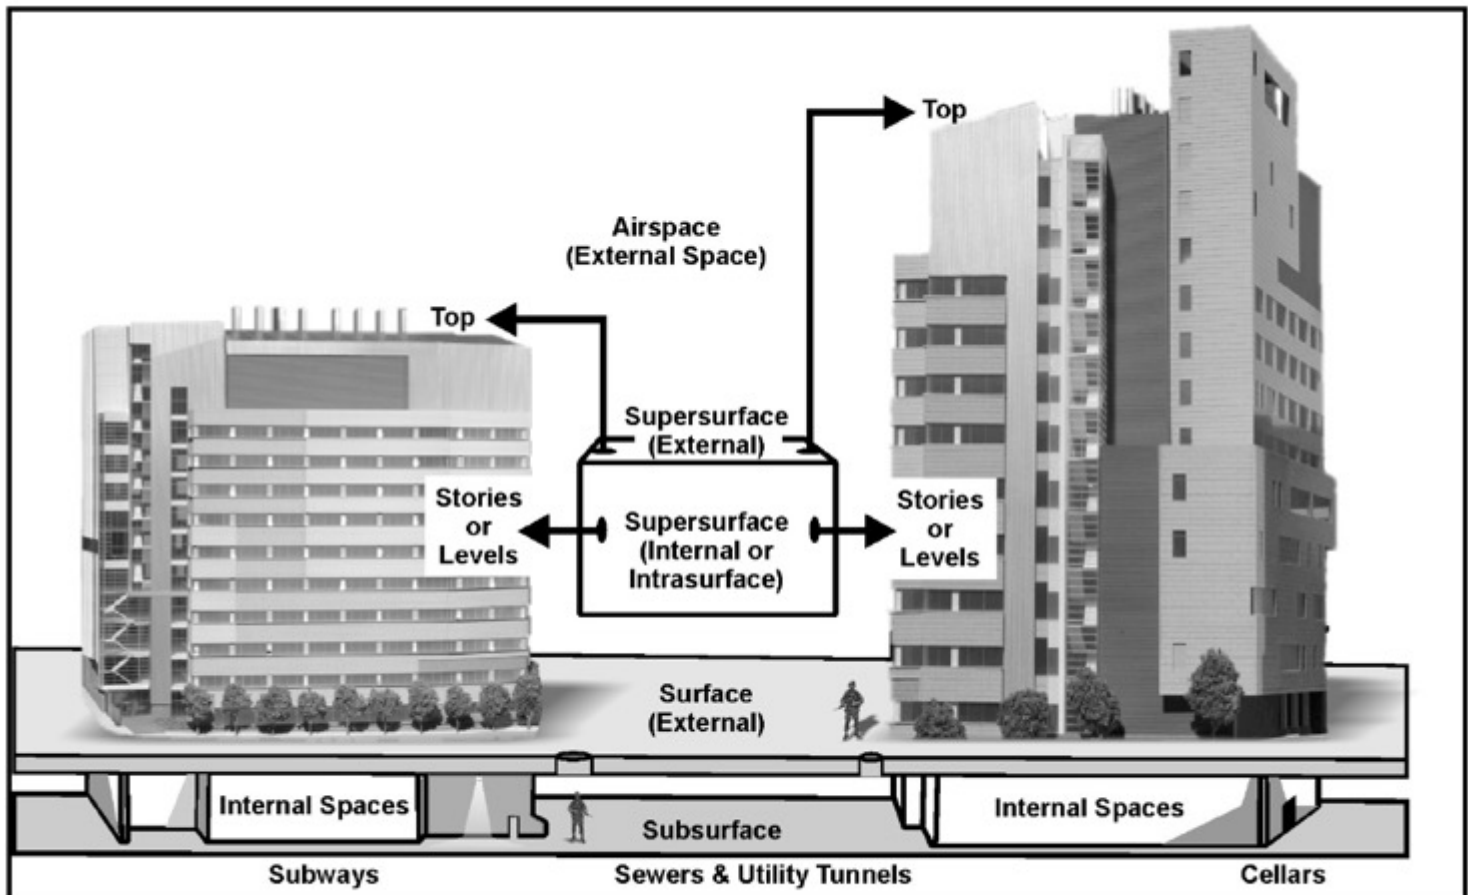 Top
Airspace
(External Space)
Top
Supersurface
(External)
Stories
or
Levels
Supersurface
(Internal or
Intrasurface)
Stories
or
Levels
Surface
(External)
Internal Spaces
Internal Spaces
Subsurface
Subways
Sewers & Utility Tunnels
Cellars